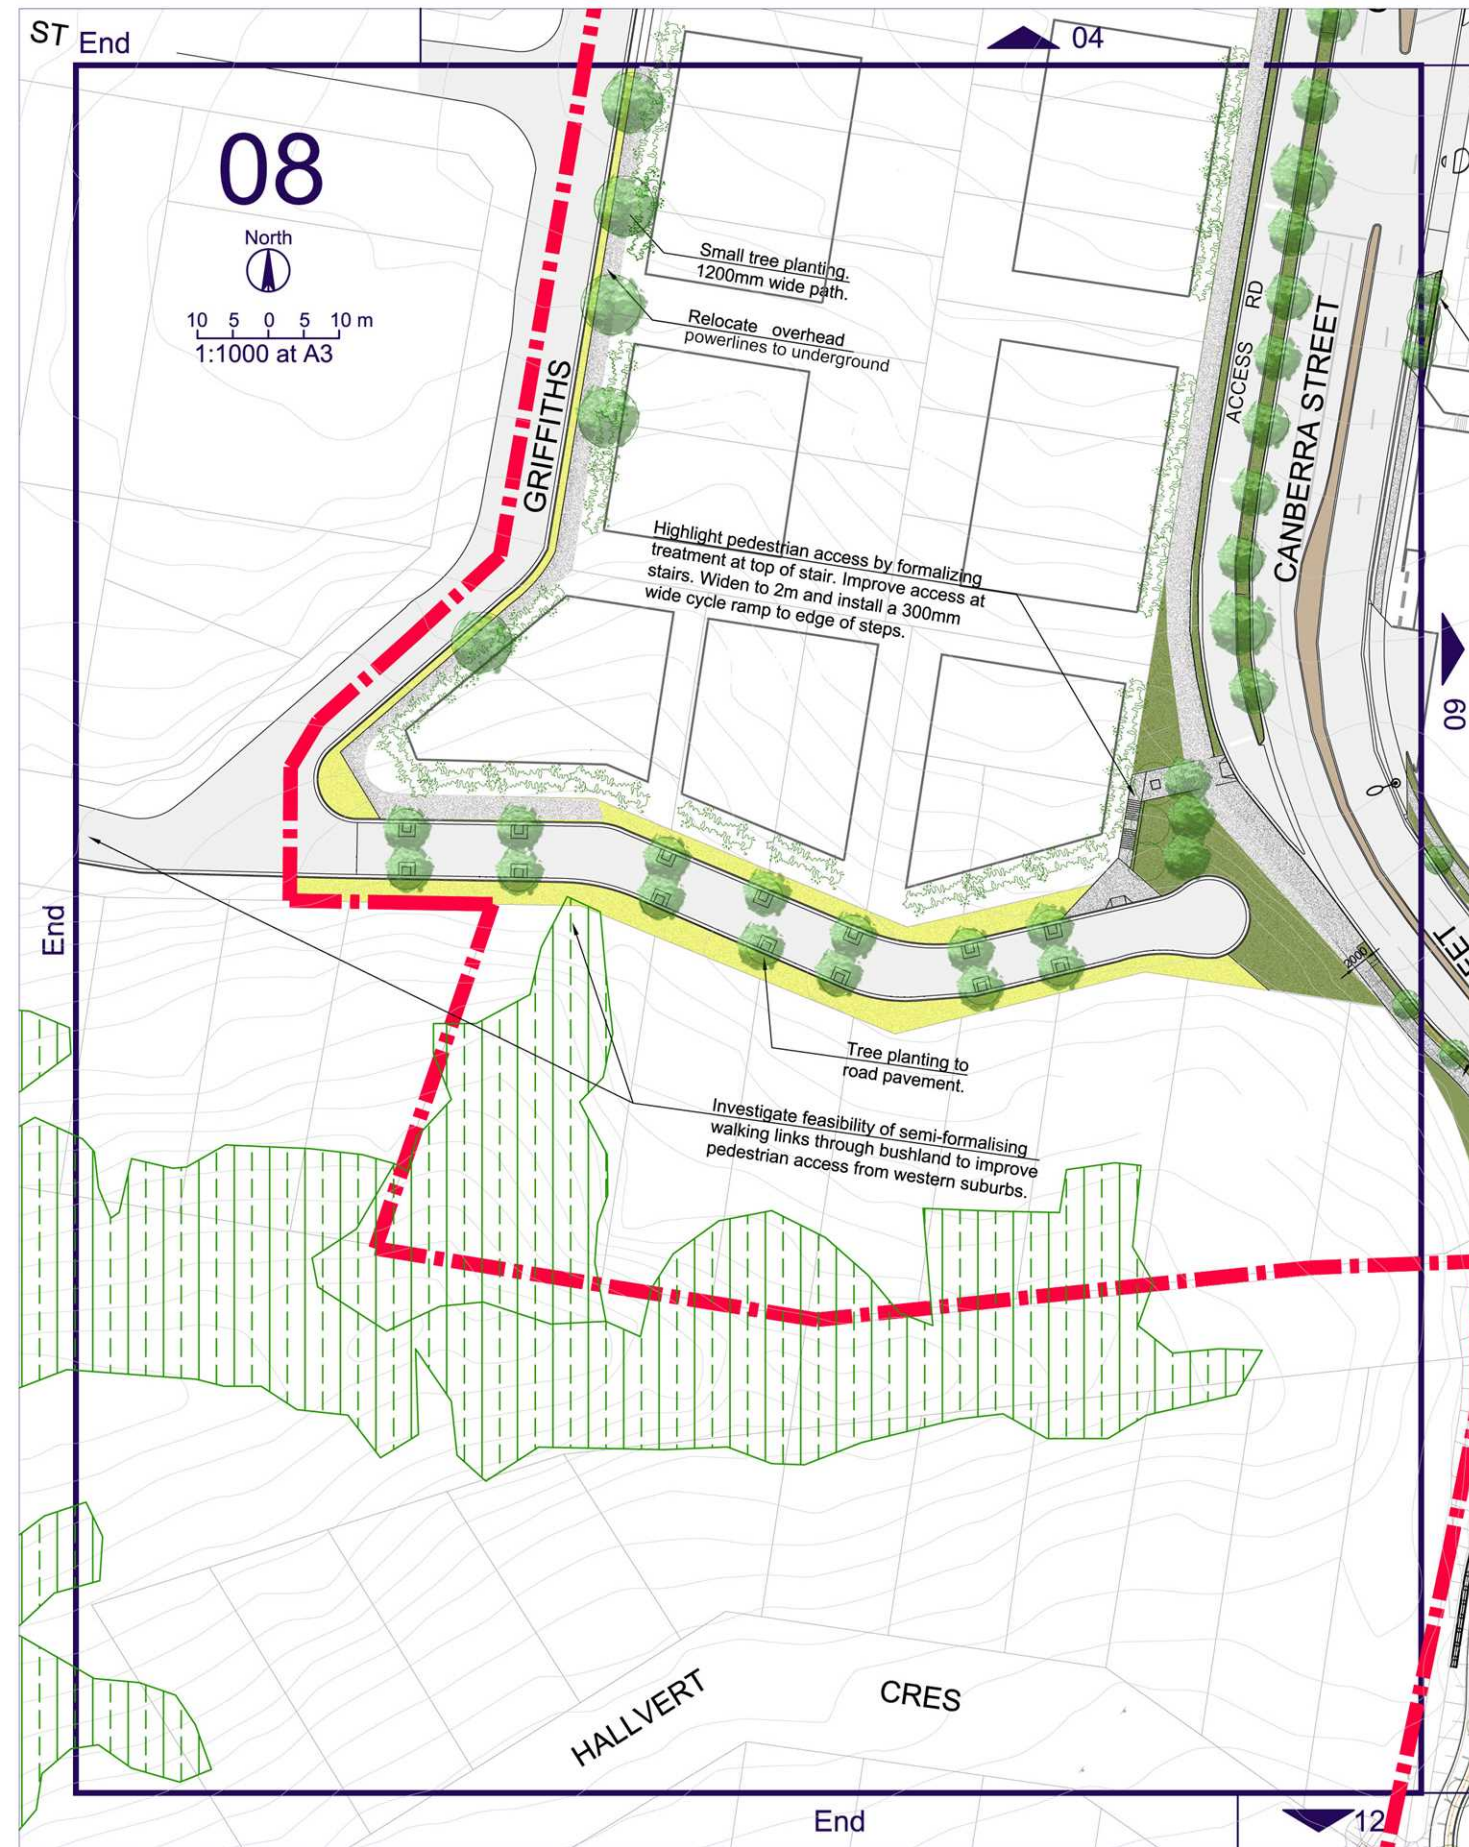 ST
End
04
08
North
10 5 0 5 10 m
1:1000 at A3
Small tree planting.
1200mm wide path.
Relocate overhead
powerlines to underground
GRIFFITHS
ACCESS RD
CANBERRA STREET
Highlight pedestrian access by formalizing
treatment at top of stair. Improve access at
stairs. Widen to 2m and install a 300mm
wide cycle ramp to edge of steps.
09
End
2000
Tree planting to
road pavement.
Investigate feasibility of semi-formalising
walking links through bushland to improve
pedestrian access from western suburbs.
HALLVERT CRES
End
12